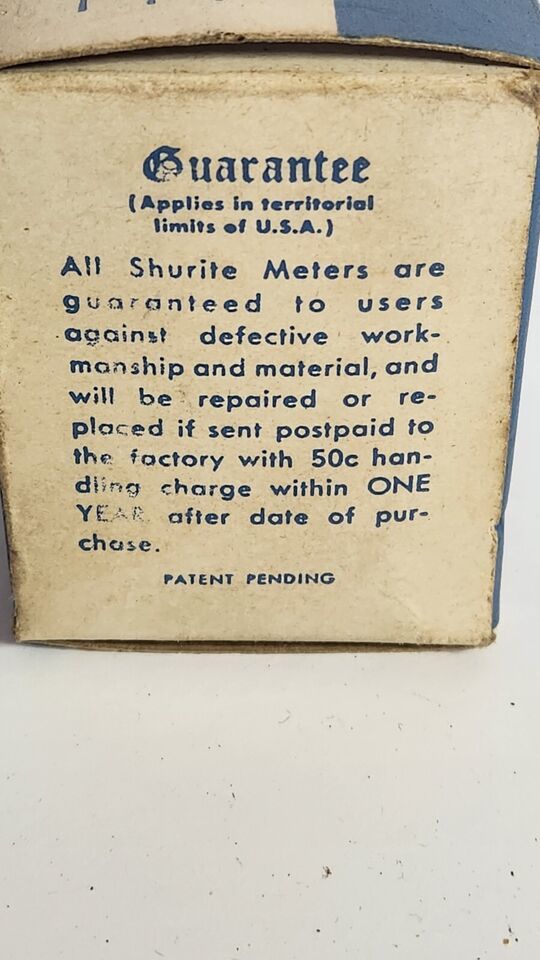 Guarantee
(Applies in territorial
limits of U.S.A.)
All Shurite Meters are
guaranteed to users
against defective work-
manship and material, and
will be repaired or re-
placed if sent postpaid to
the factory with 50c han-
dling charge within ONE
YEAR after date of pur-
chase.
PATENT PENDING